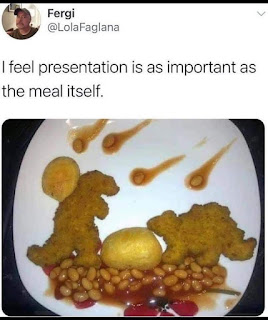 Fergi
@LolaFaglana
I feel presentation is as important as
the meal itself.